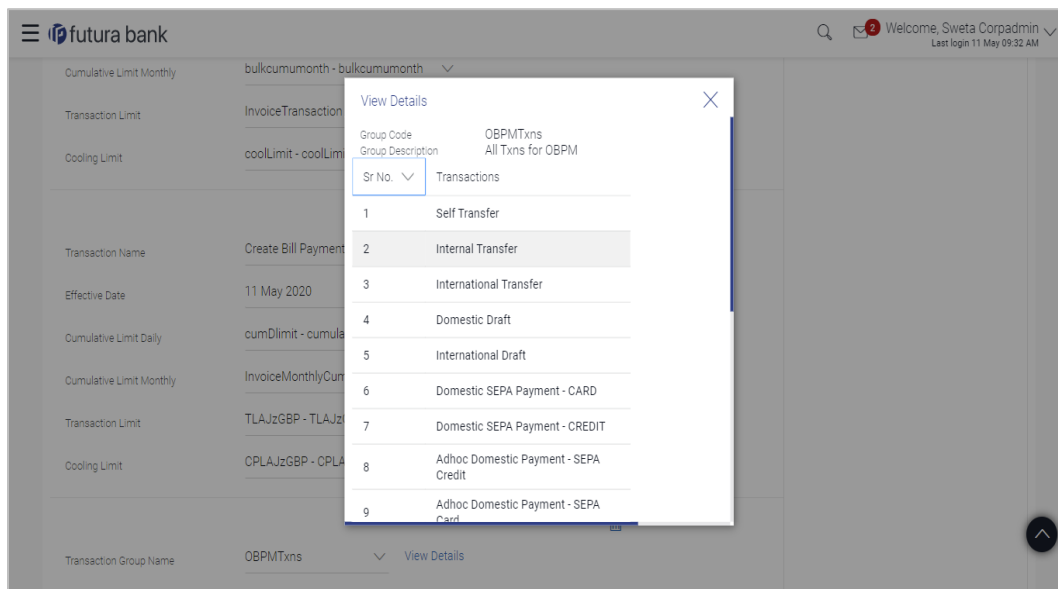 futura bank
2
Welcome, Sweta Corpadmin
Last login 11 May 09:32 AM
Cumulative Limit Monthly
bulkcumumonth - bulkcumumonth
Transaction Limit
InvoiceTransaction
Cooling Limit
coolLimit - coolLimi
Transaction Name
Create Bill Payment
Effective Date
11 May 2020
Cumulative Limit Daily
cumDlimit - cumula
Cumulative Limit Monthly
InvoiceMonthlyCum
Transaction Limit
TLAJzGBP - TLAJz
Cooling Limit
CPLAJzGBP - CPLA
Transaction Group Name
OBPMTxns
View Details
View Details
Group Code OBPMTxns
Group Description All Txns for OBPM
Sr No. Transactions
1 Self Transfer
2 Internal Transfer
3 International Transfer
4 Domestic Draft
5 International Draft
6 Domestic SEPA Payment - CARD
7 Domestic SEPA Payment - CREDIT
8 Adhoc Domestic Payment - SEPA
Credit
9 Adhoc Domestic Payment - SEPA
Card